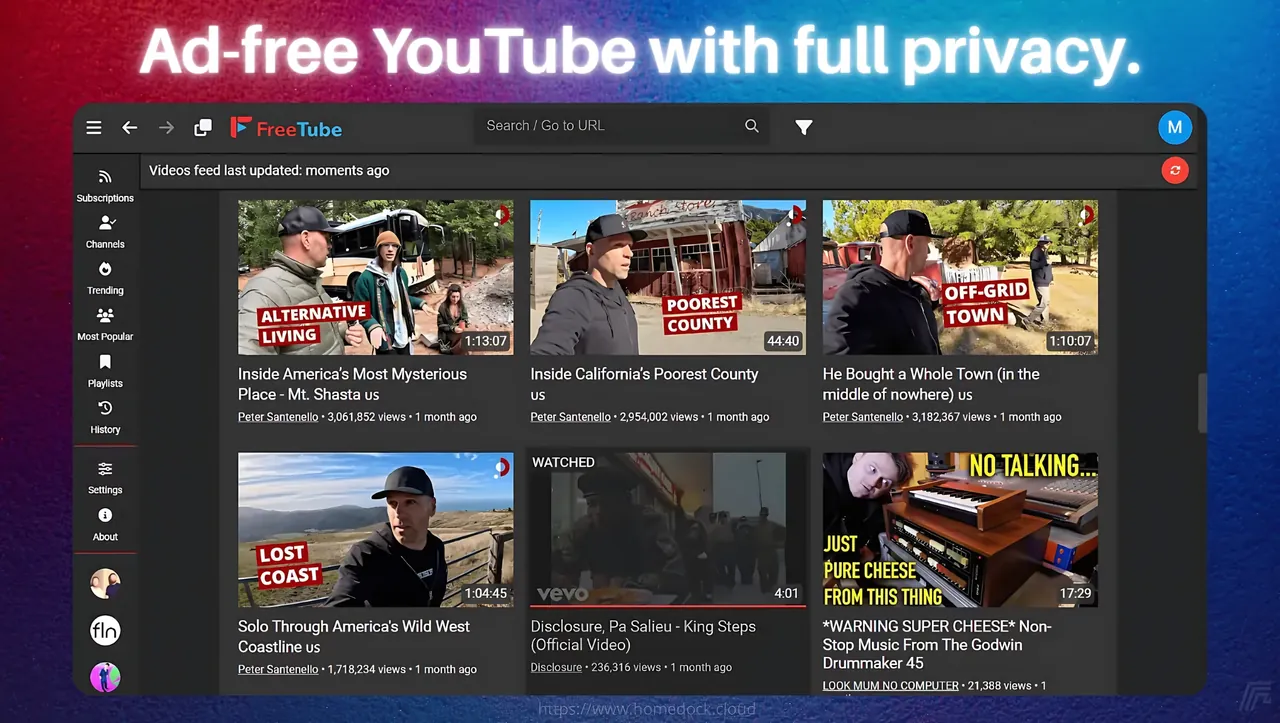 Ad-free YouTube with full privacy.
FreeTube
Search / Go to URL
M
Videos feed last updated: moments ago
Subscriptions
Channels
Trending
Most Popular
Playlists
History
Settings
About
fln
ALTERNATIVE
LIVING
1:13:07
Inside America's Most Mysterious
Place - Mt. Shasta us
Peter Santenello • 3,061,852 views • 1 month ago
Ranch Store
POOREST
COUNTY
44:40
Inside California's Poorest County
us
Peter Santenello • 2,954,002 views • 1 month ago
OFF-GRID
TOWN
1:10:07
He Bought a Whole Town (in the
middle of nowhere) us
Peter Santenello • 3,182,367 views • 1 month ago
LOST
COAST
1:04:45
Solo Through America's Wild West
Coastline us
Peter Santenello • 1,718,234 views • 1 month ago
WATCHED
vevo
4:01
Disclosure, Pa Salieu - King Steps
(Official Video)
Disclosure • 236,316 views • 1 month ago
NO TALKING...
JUST
PURE CHEESE
FROM THIS THING
17:29
*WARNING SUPER CHEESE* Non-
Stop Music From The Godwin
Drummaker 45
LOOK MUM NO COMPUTER • 21,388 views • 1
https://www.homedock.cloud